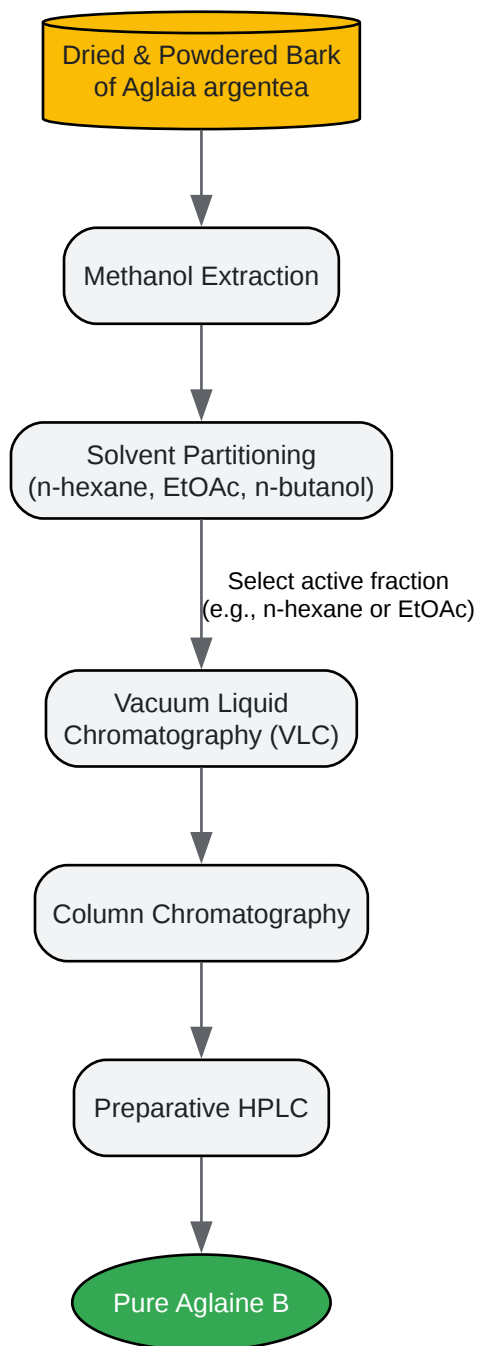 Dried & Powdered Bark
of Aglaia argentea
Methanol Extraction
Solvent Partitioning
(n-hexane, EtOAc, n-butanol)
Select active fraction
(e.g., n-hexane or EtOAc)
Vacuum Liquid
Chromatography (VLC)
Column Chromatography
Preparative HPLC
Pure Aglaine B